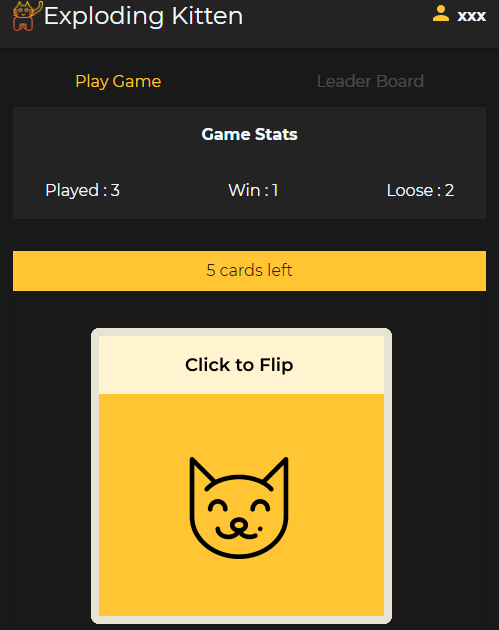 Exploding Kitten
xxx
Play Game
Leader Board
Game Stats
Played : 3
Win : 1
Loose : 2
5 cards left
Click to Flip